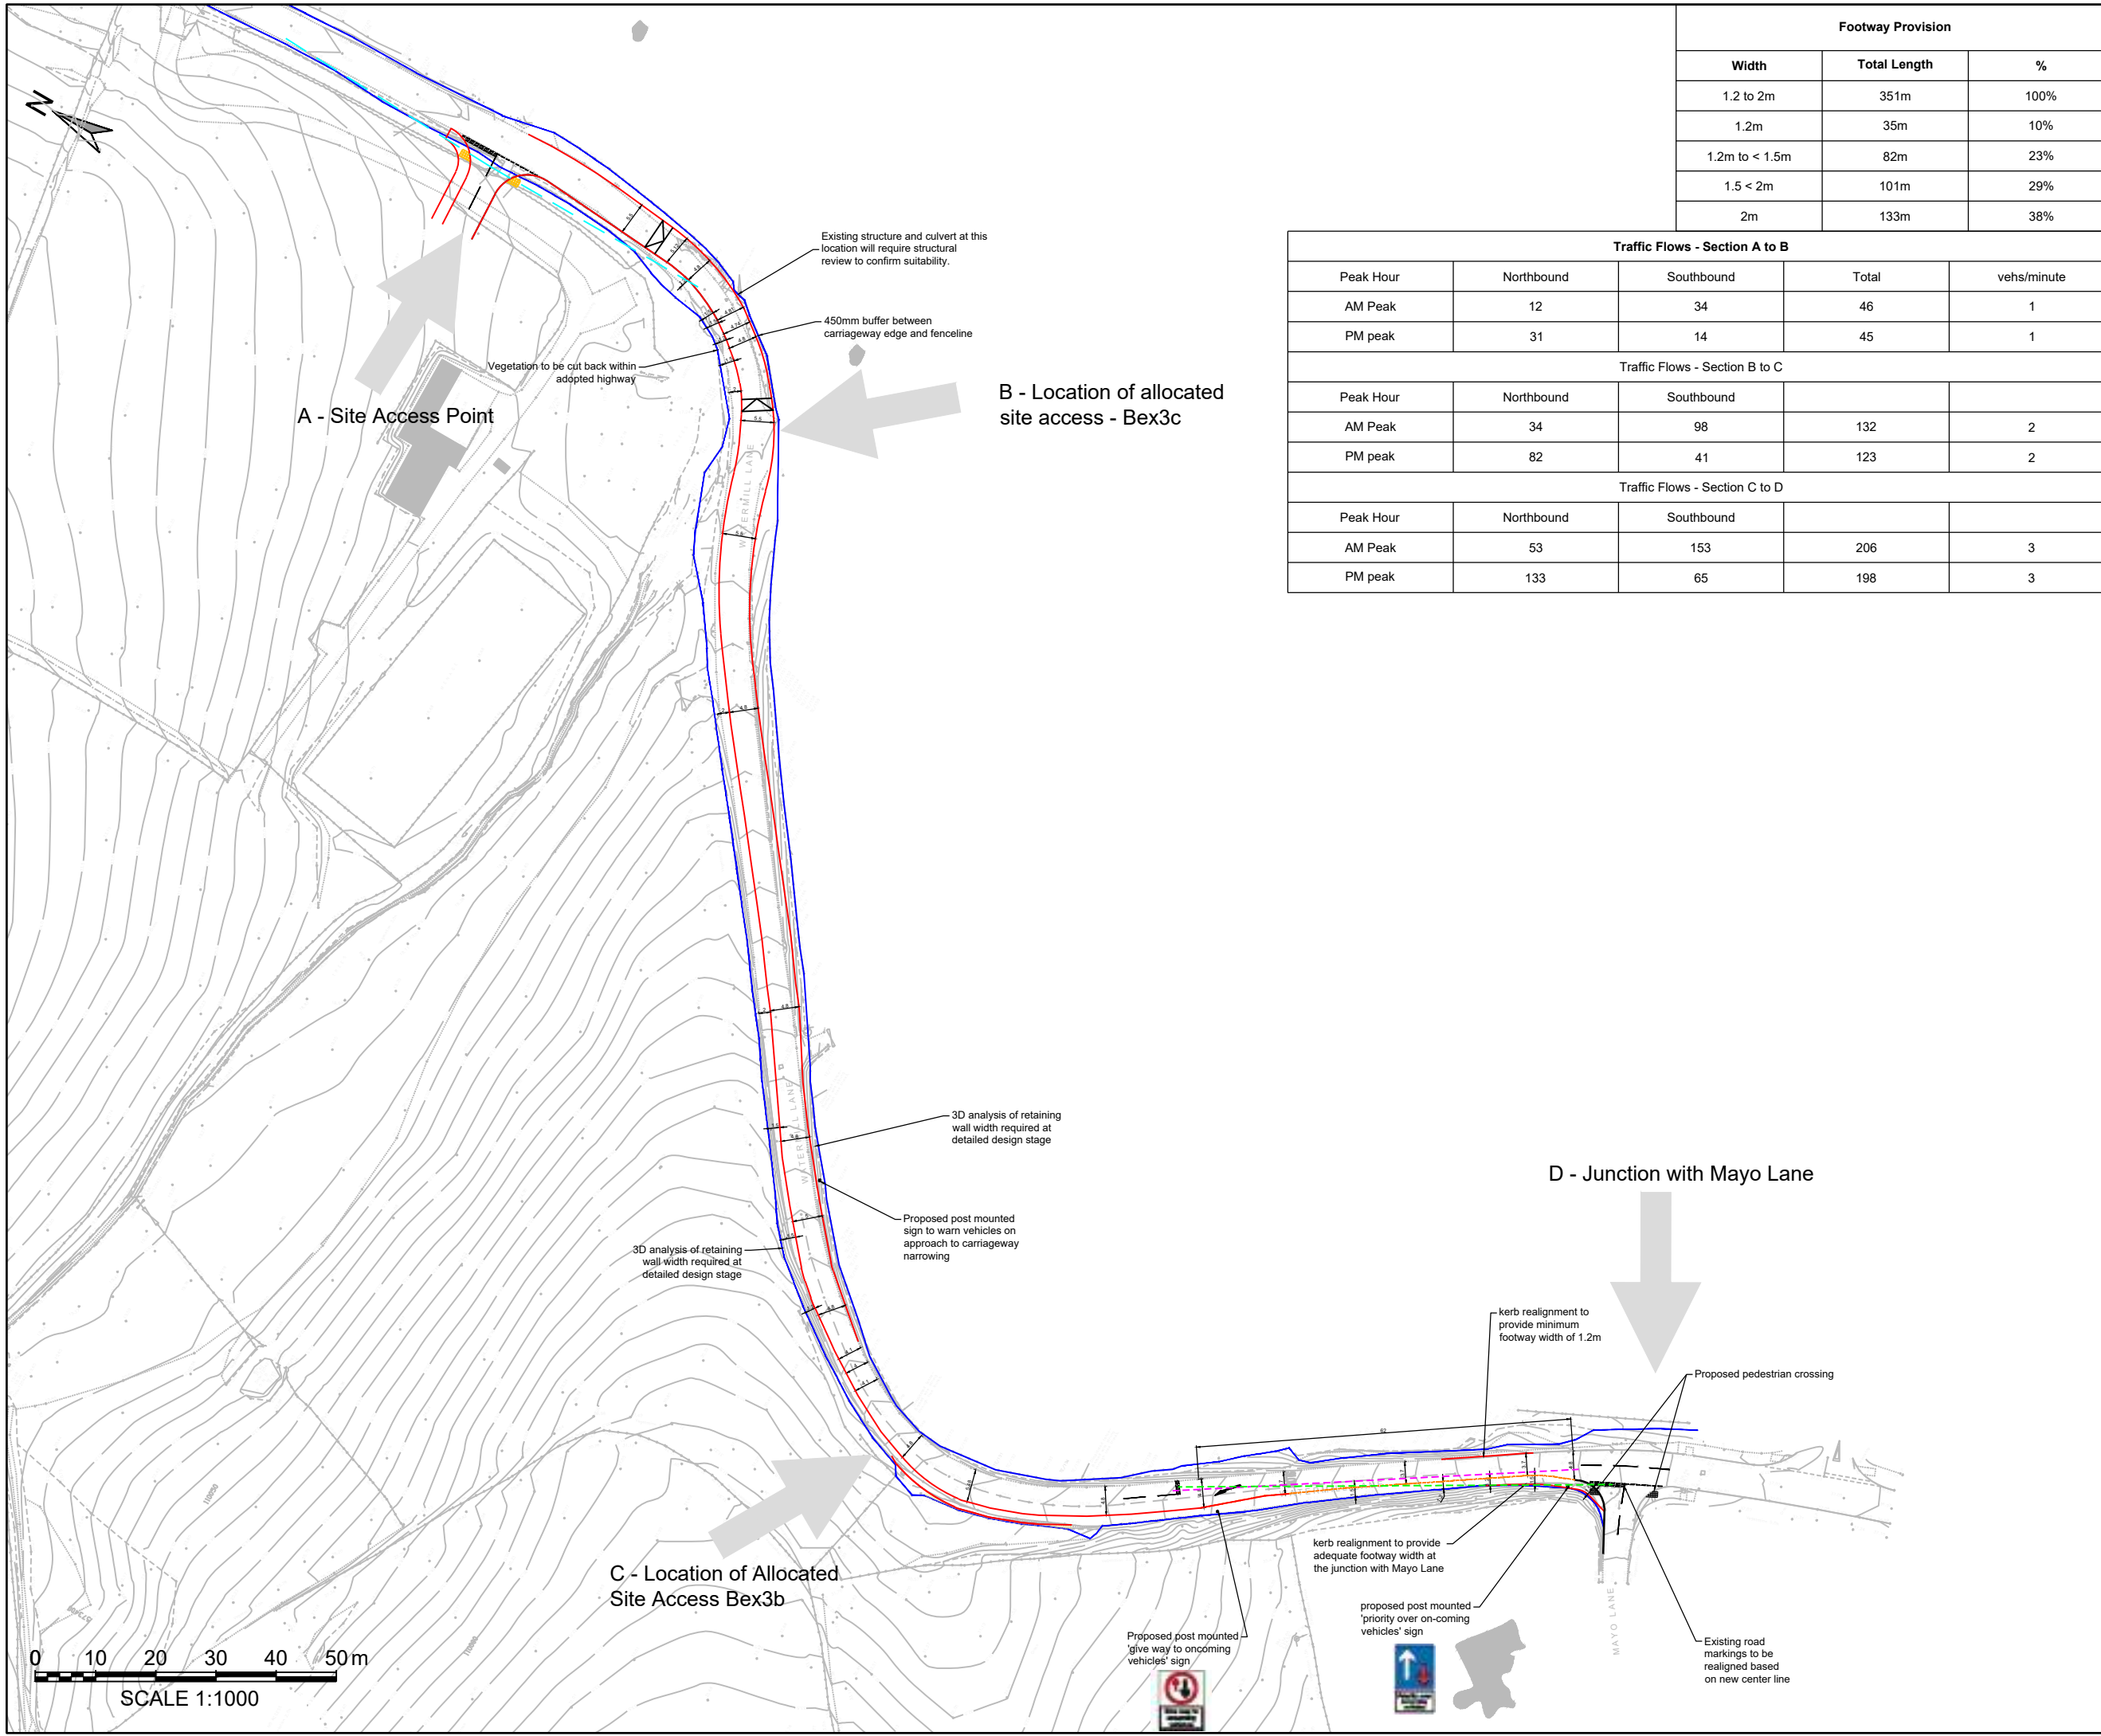 Footway Provision
Width Total Length %
1.2 to 2m 351m 100%
1.2m 35m 10%
1.2m to < 1.5m 82m 23%
1.5 < 2m 101m 29%
2m 133m 38%
Traffic Flows - Section A to B
Peak Hour Northbound Southbound Total vehs/minute
AM Peak 12 34 46 1
PM peak 31 14 45 1
Traffic Flows - Section B to C
Peak Hour Northbound Southbound
AM Peak 34 98 132 2
PM peak 82 41 123 2
Traffic Flows - Section C to D
Peak Hour Northbound Southbound
AM Peak 53 153 206 3
PM peak 133 65 198 3
N
Existing structure and culvert at this
location will require structural
review to confirm suitability.
450mm buffer between
carriageway edge and fenceline
Vegetation to be cut back within
adopted highway
A - Site Access Point
B - Location of allocated
site access - Bex3c
WATERMILL LANE
3D analysis of retaining
wall width required at
detailed design stage
WATERMILL LANE
Proposed post mounted
sign to warn vehicles on
approach to carriageway
narrowing
3D analysis of retaining
wall width required at
detailed design stage
D - Junction with Mayo Lane
kerb realignment to
provide minimum
footway width of 1.2m
Proposed pedestrian crossing
C - Location of Allocated
Site Access Bex3b
kerb realignment to provide
adequate footway width at
the junction with Mayo Lane
proposed post mounted
'priority over on-coming
vehicles' sign
Proposed post mounted
'give way to oncoming
vehicles' sign
Existing road
markings to be
realigned based
on new center line
MAYO LANE
0 10 20 30 40 50 m
SCALE 1:1000